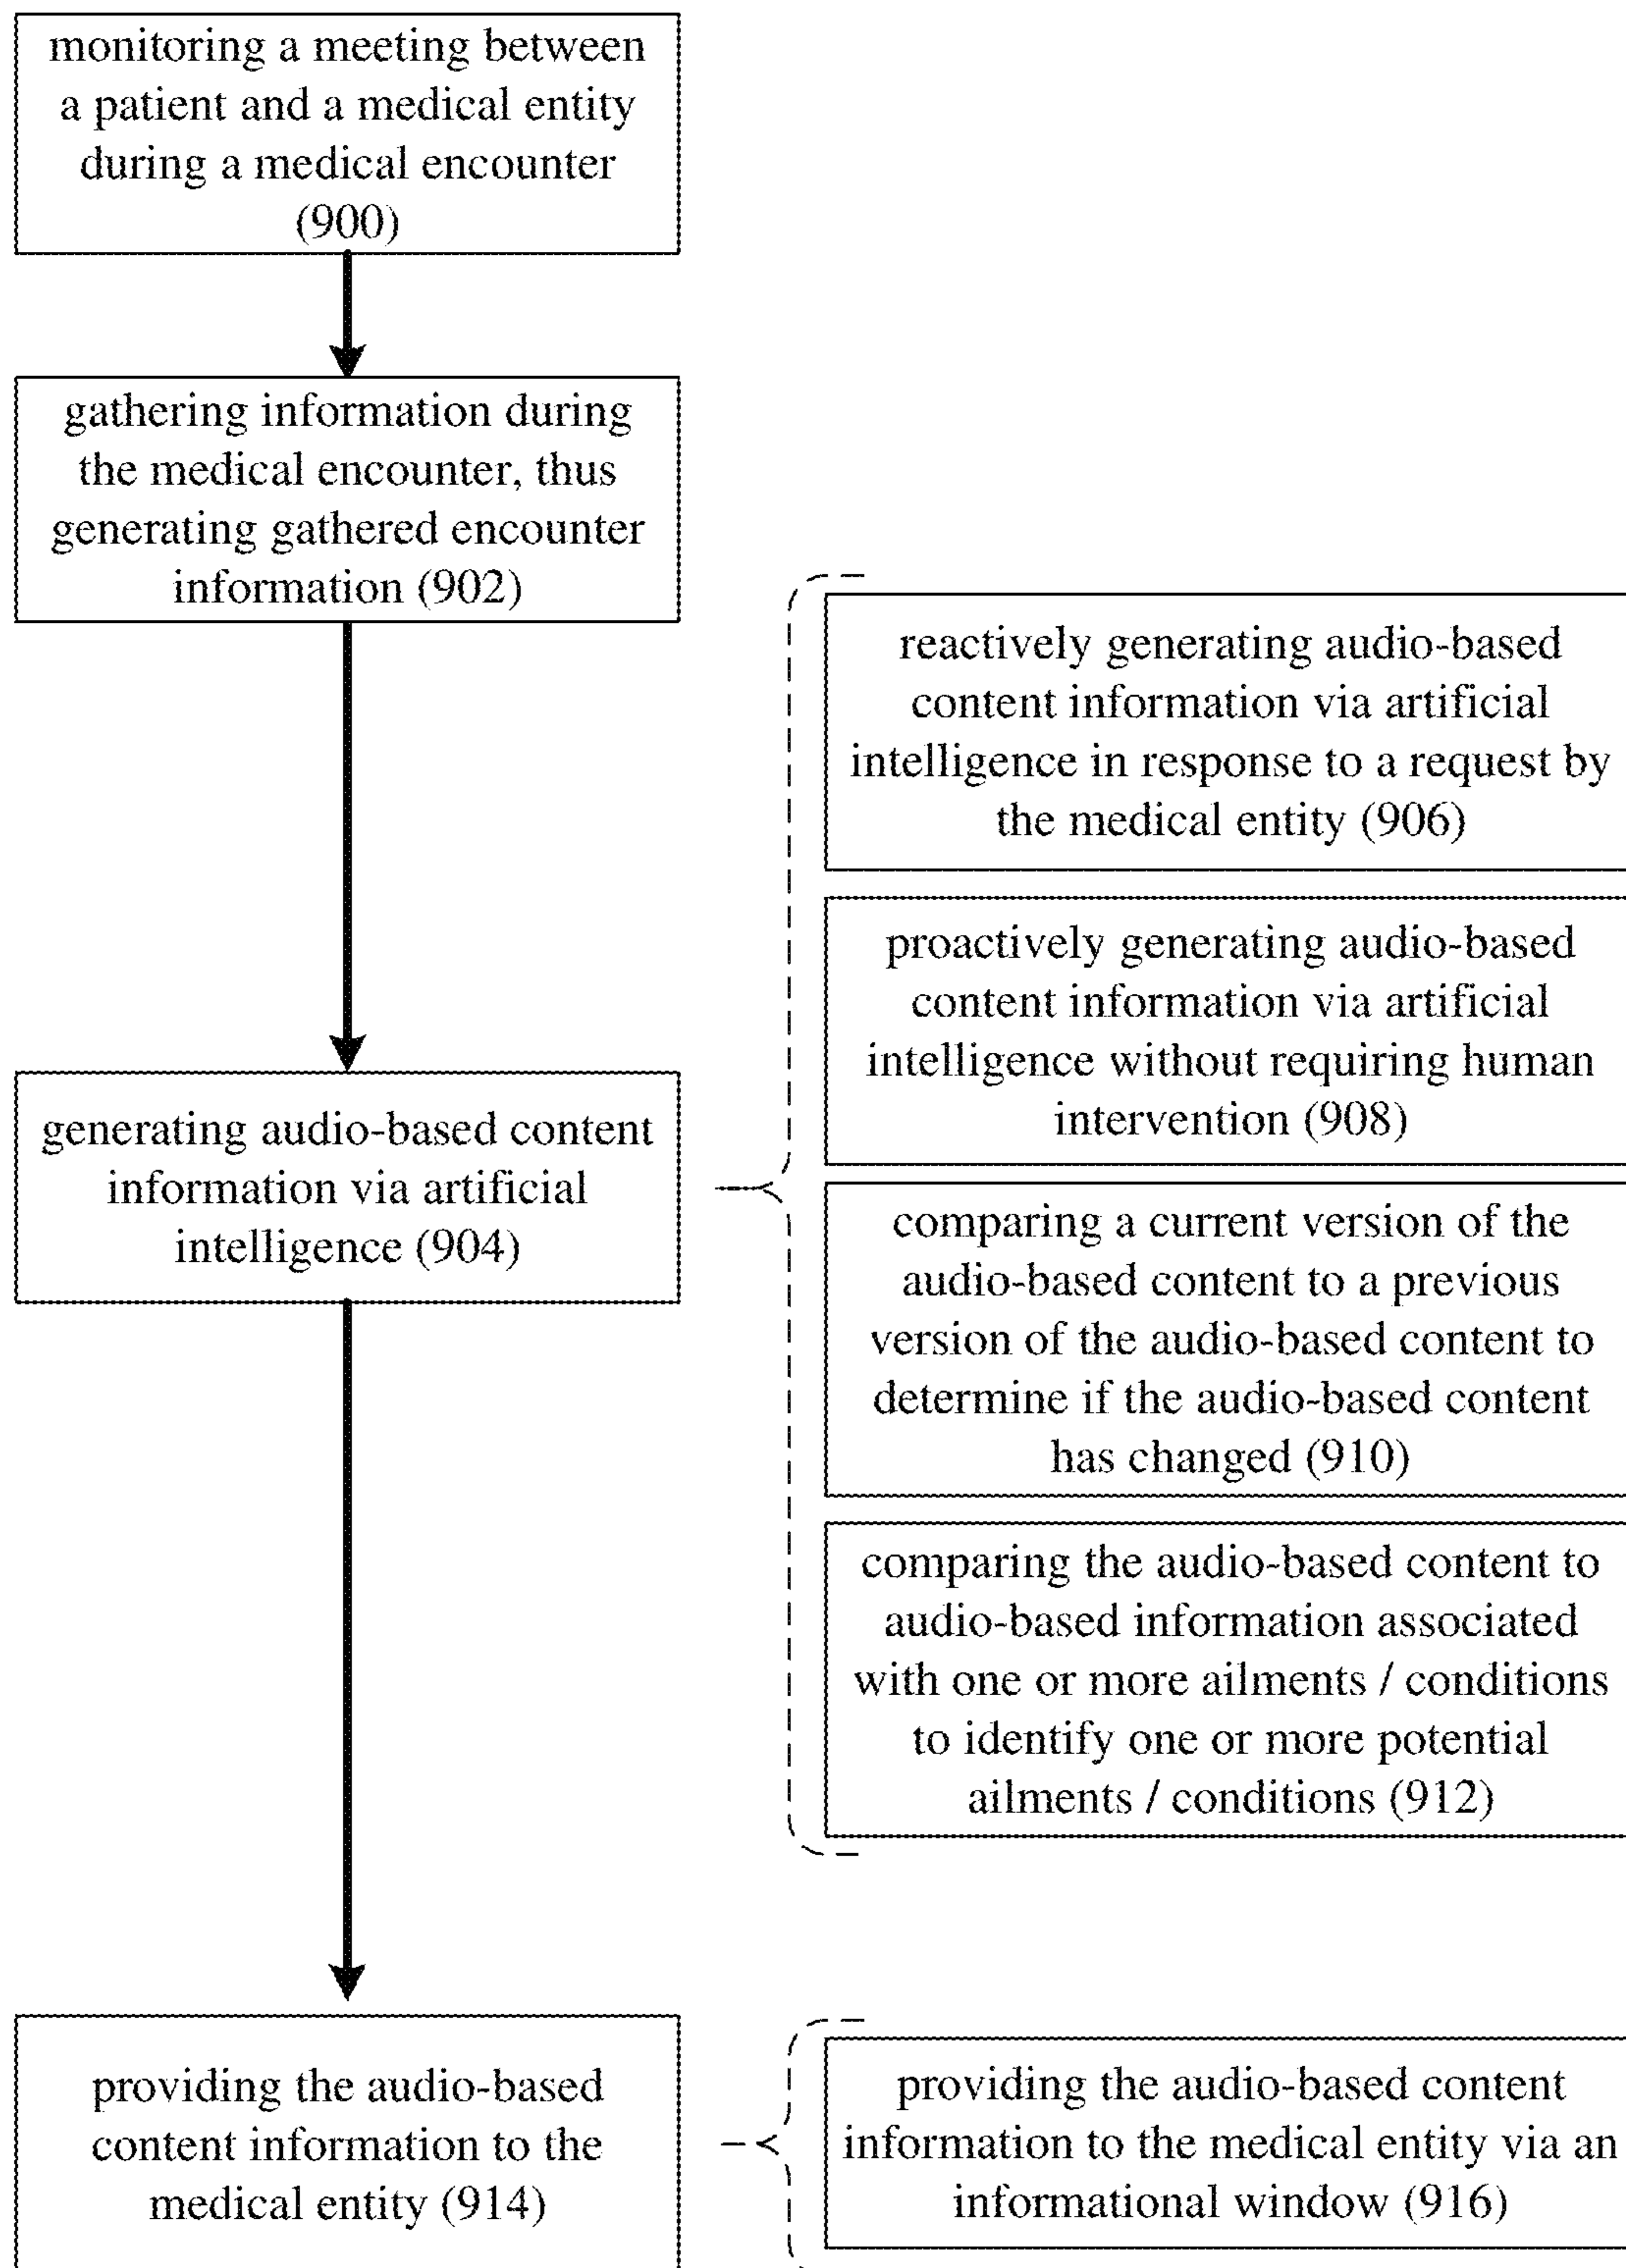 monitoring a meeting between
a patient and a medical entity
during a medical encounter
(900)
gathering information during
the medical encounter, thus
generating gathered encounter
information (902)
generating audio-based content
information via artificial
intelligence (904)
reactively generating audio-based
content information via artificial
intelligence in response to a request by
the medical entity (906)
proactively generating audio-based
content information via artificial
intelligence without requiring human
intervention (908)
comparing a current version of the
audio-based content to a previous
version of the audio-based content to
determine if the audio-based content
has changed (910)
comparing the audio-based content to
audio-based information associated
with one or more ailments / conditions
to identify one or more potential
ailments / conditions (912)
providing the audio-based
content information to the
medical entity (914)
providing the audio-based content
information to the medical entity via an
informational window (916)